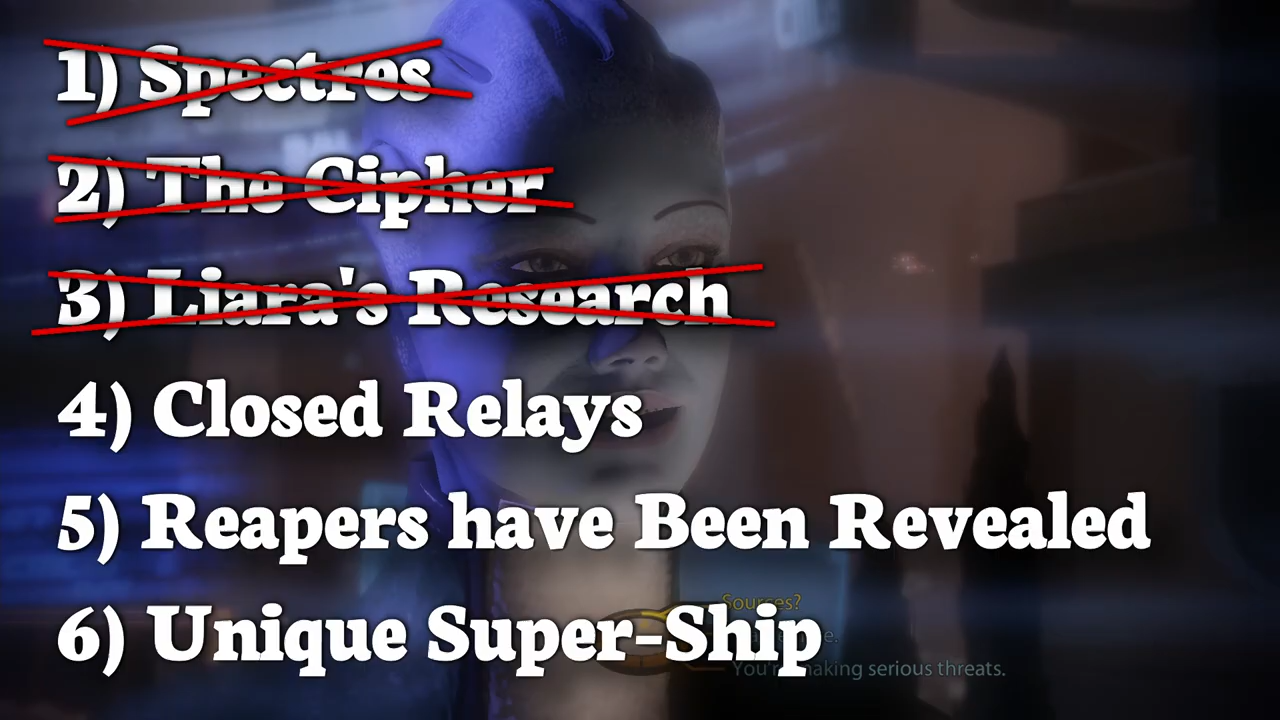 1) Spectres
2) The Cipher
3) Liara's Research
4) Closed Relays
5) Reapers have Been Revealed
6) Unique Super-Ship
Sources?
You're making serious threats.